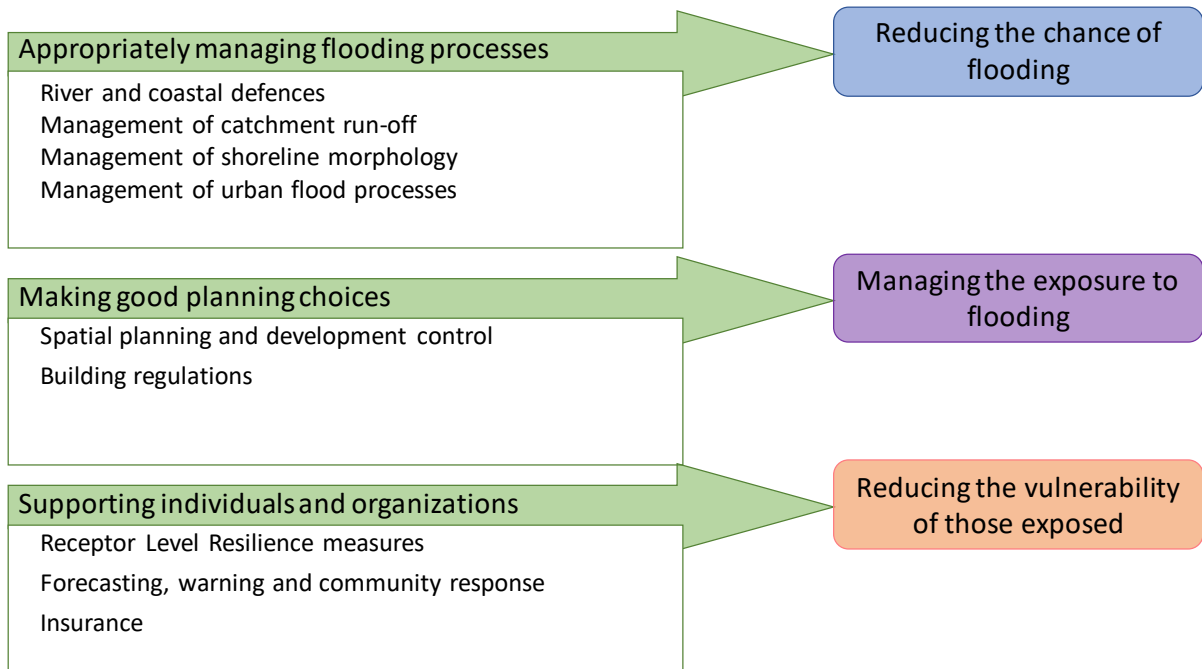 Appropriately managing flooding processes
River and coastal defences
Management of catchment run-off
Management of shoreline morphology
Management of urban flood processes
Reducing the chance of
flooding
Making good planning choices
Spatial planning and development control
Building regulations
Managing the exposure to
flooding
Supporting individuals and organizations
Receptor Level Resilience measures
Forecasting, warning and community response
Insurance
Reducing the vulnerability
of those exposed